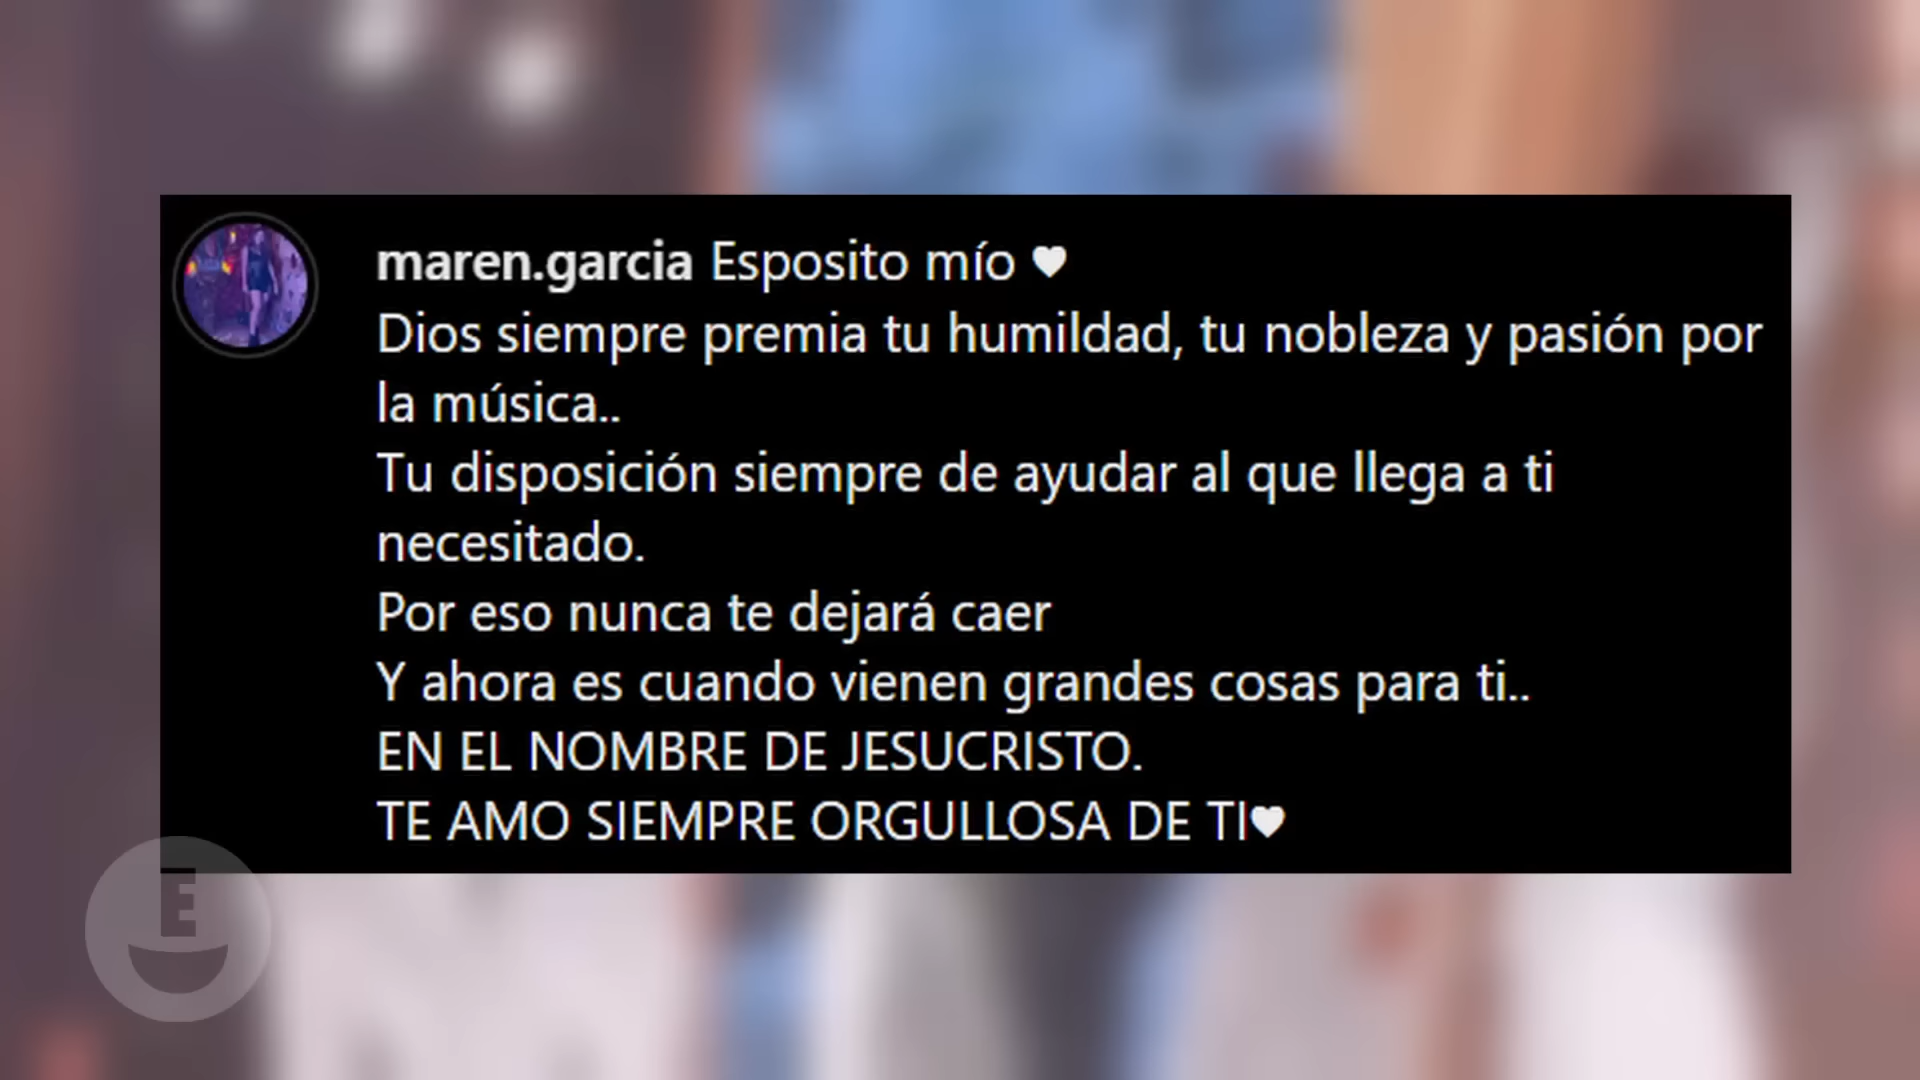 maren.garcia Esposito mío ♥
Dios siempre premia tu humildad, tu nobleza y pasión por
la música..
Tu disposición siempre de ayudar al que llega a ti
necesitado.
Por eso nunca te dejará caer
Y ahora es cuando vienen grandes cosas para ti..
EN EL NOMBRE DE JESUCRISTO.
TE AMO SIEMPRE ORGULLOSA DE TI♥
E